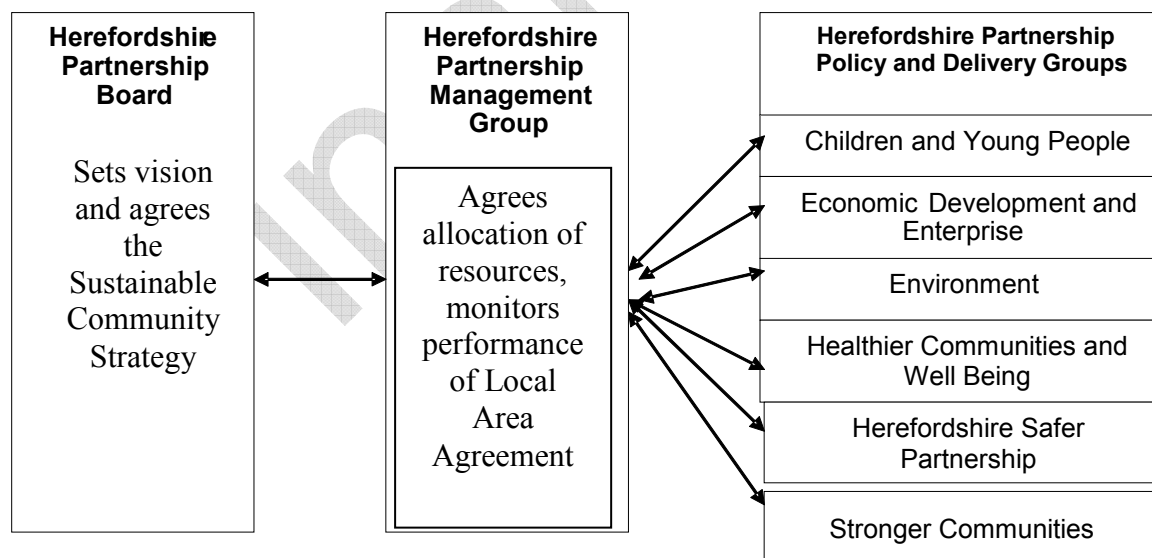 Herefordshire
Partnership
Board
Sets vision
and agrees
the
Sustainable
Community
Strategy
Herefordshire
Partnership
Management
Group
Agrees
allocation of
resources,
monitors
performance
of Local
Area
Agreement
Herefordshire Partnership
Policy and Delivery Groups
Children and Young People
Economic Development and
Enterprise
Environment
Healthier Communities and
Well Being
Herefordshire Safer
Partnership
Stronger Communities